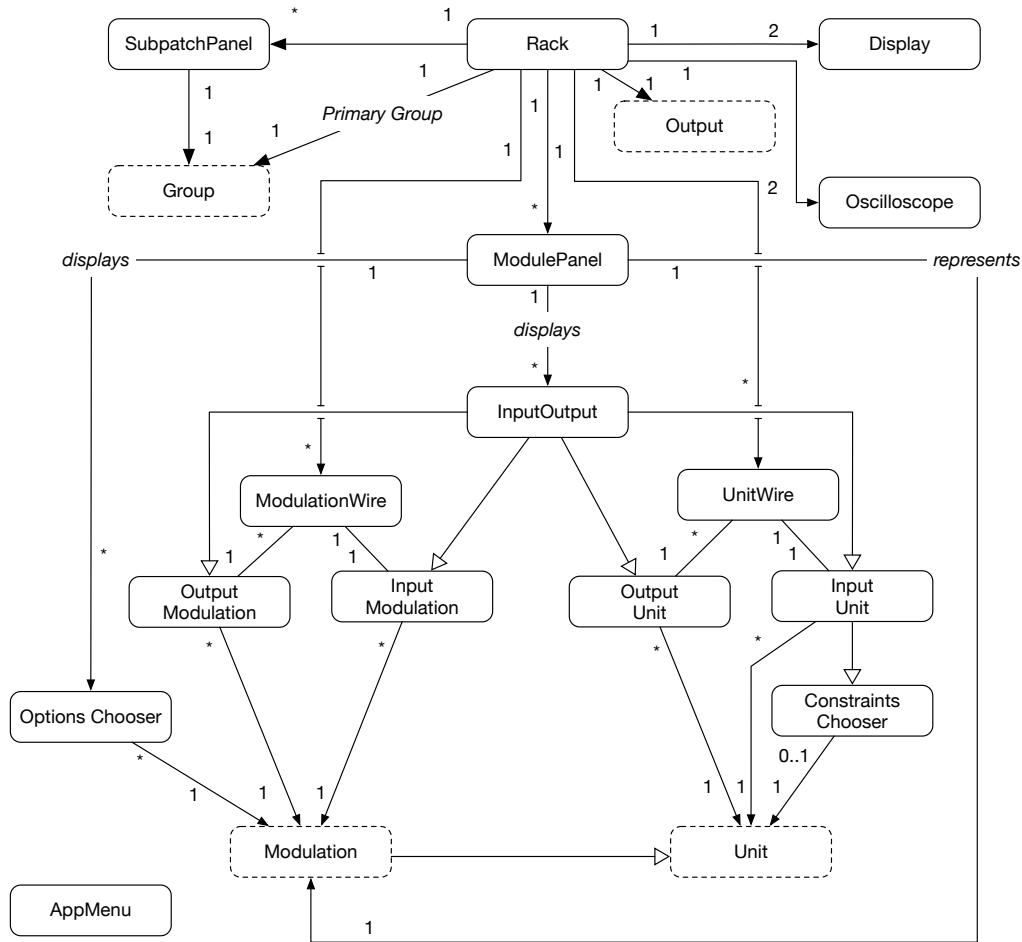 * 1
SubpatchPanel Rack 1 2 Display
1 1 1 1 1
1 1
Primary Group
1 1 1 1 Output
Group 2
* Oscilloscope
displays 1 ModulePanel 1 * represents
1
displays
* *
InputOutput
*
ModulationWire UnitWire
* 1 * 1
* 1 1 1 1
Output
Modulation
Input
Modulation
Output
Unit
Input
Unit
* * * *
Options Chooser
Constraints
Chooser
* 0..1
1 1 1 1 1 1
Modulation Unit
AppMenu
1